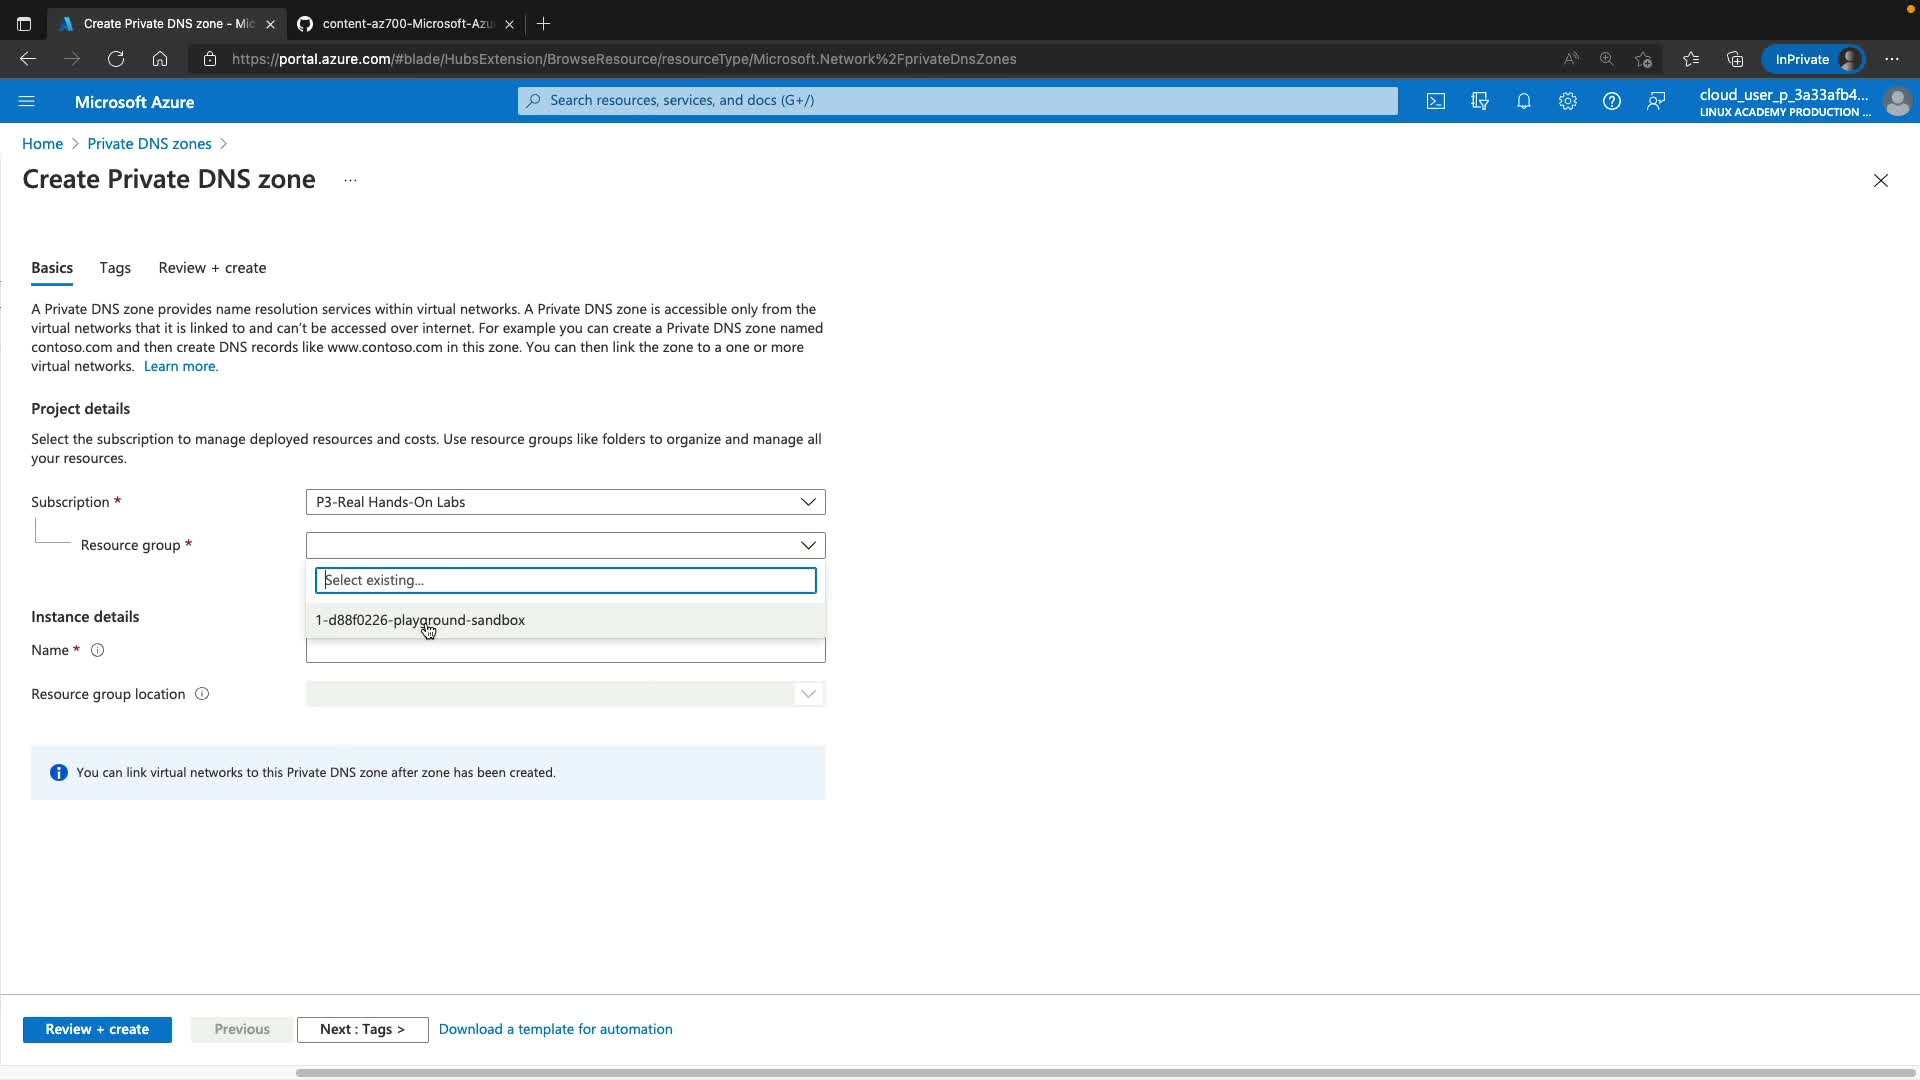 Create Private DNS zone - Mic
content-az700-Microsoft-Azu
https://portal.azure.com/#blade/HubsExtension/BrowseResource/resourceType/Microsoft.Network%2FprivateDnsZones
InPrivate
Microsoft Azure
Search resources, services, and docs (G+/)
cloud_user_p_3a33afb4...
LINUX ACADEMY PRODUCTION ...
Home > Private DNS zones >
Create Private DNS zone ...
Basics Tags Review + create
A Private DNS zone provides name resolution services within virtual networks. A Private DNS zone is accessible only from the
virtual networks that it is linked to and can't be accessed over internet. For example you can create a Private DNS zone named
contoso.com and then create DNS records like www.contoso.com in this zone. You can then link the zone to a one or more
virtual networks. Learn more.
Project details
Select the subscription to manage deployed resources and costs. Use resource groups like folders to organize and manage all
your resources.
Subscription * P3-Real Hands-On Labs
Resource group *
Select existing...
1-d88f0226-playground-sandbox
Instance details
Name *
Resource group location
You can link virtual networks to this Private DNS zone after zone has been created.
Review + create Previous Next : Tags > Download a template for automation